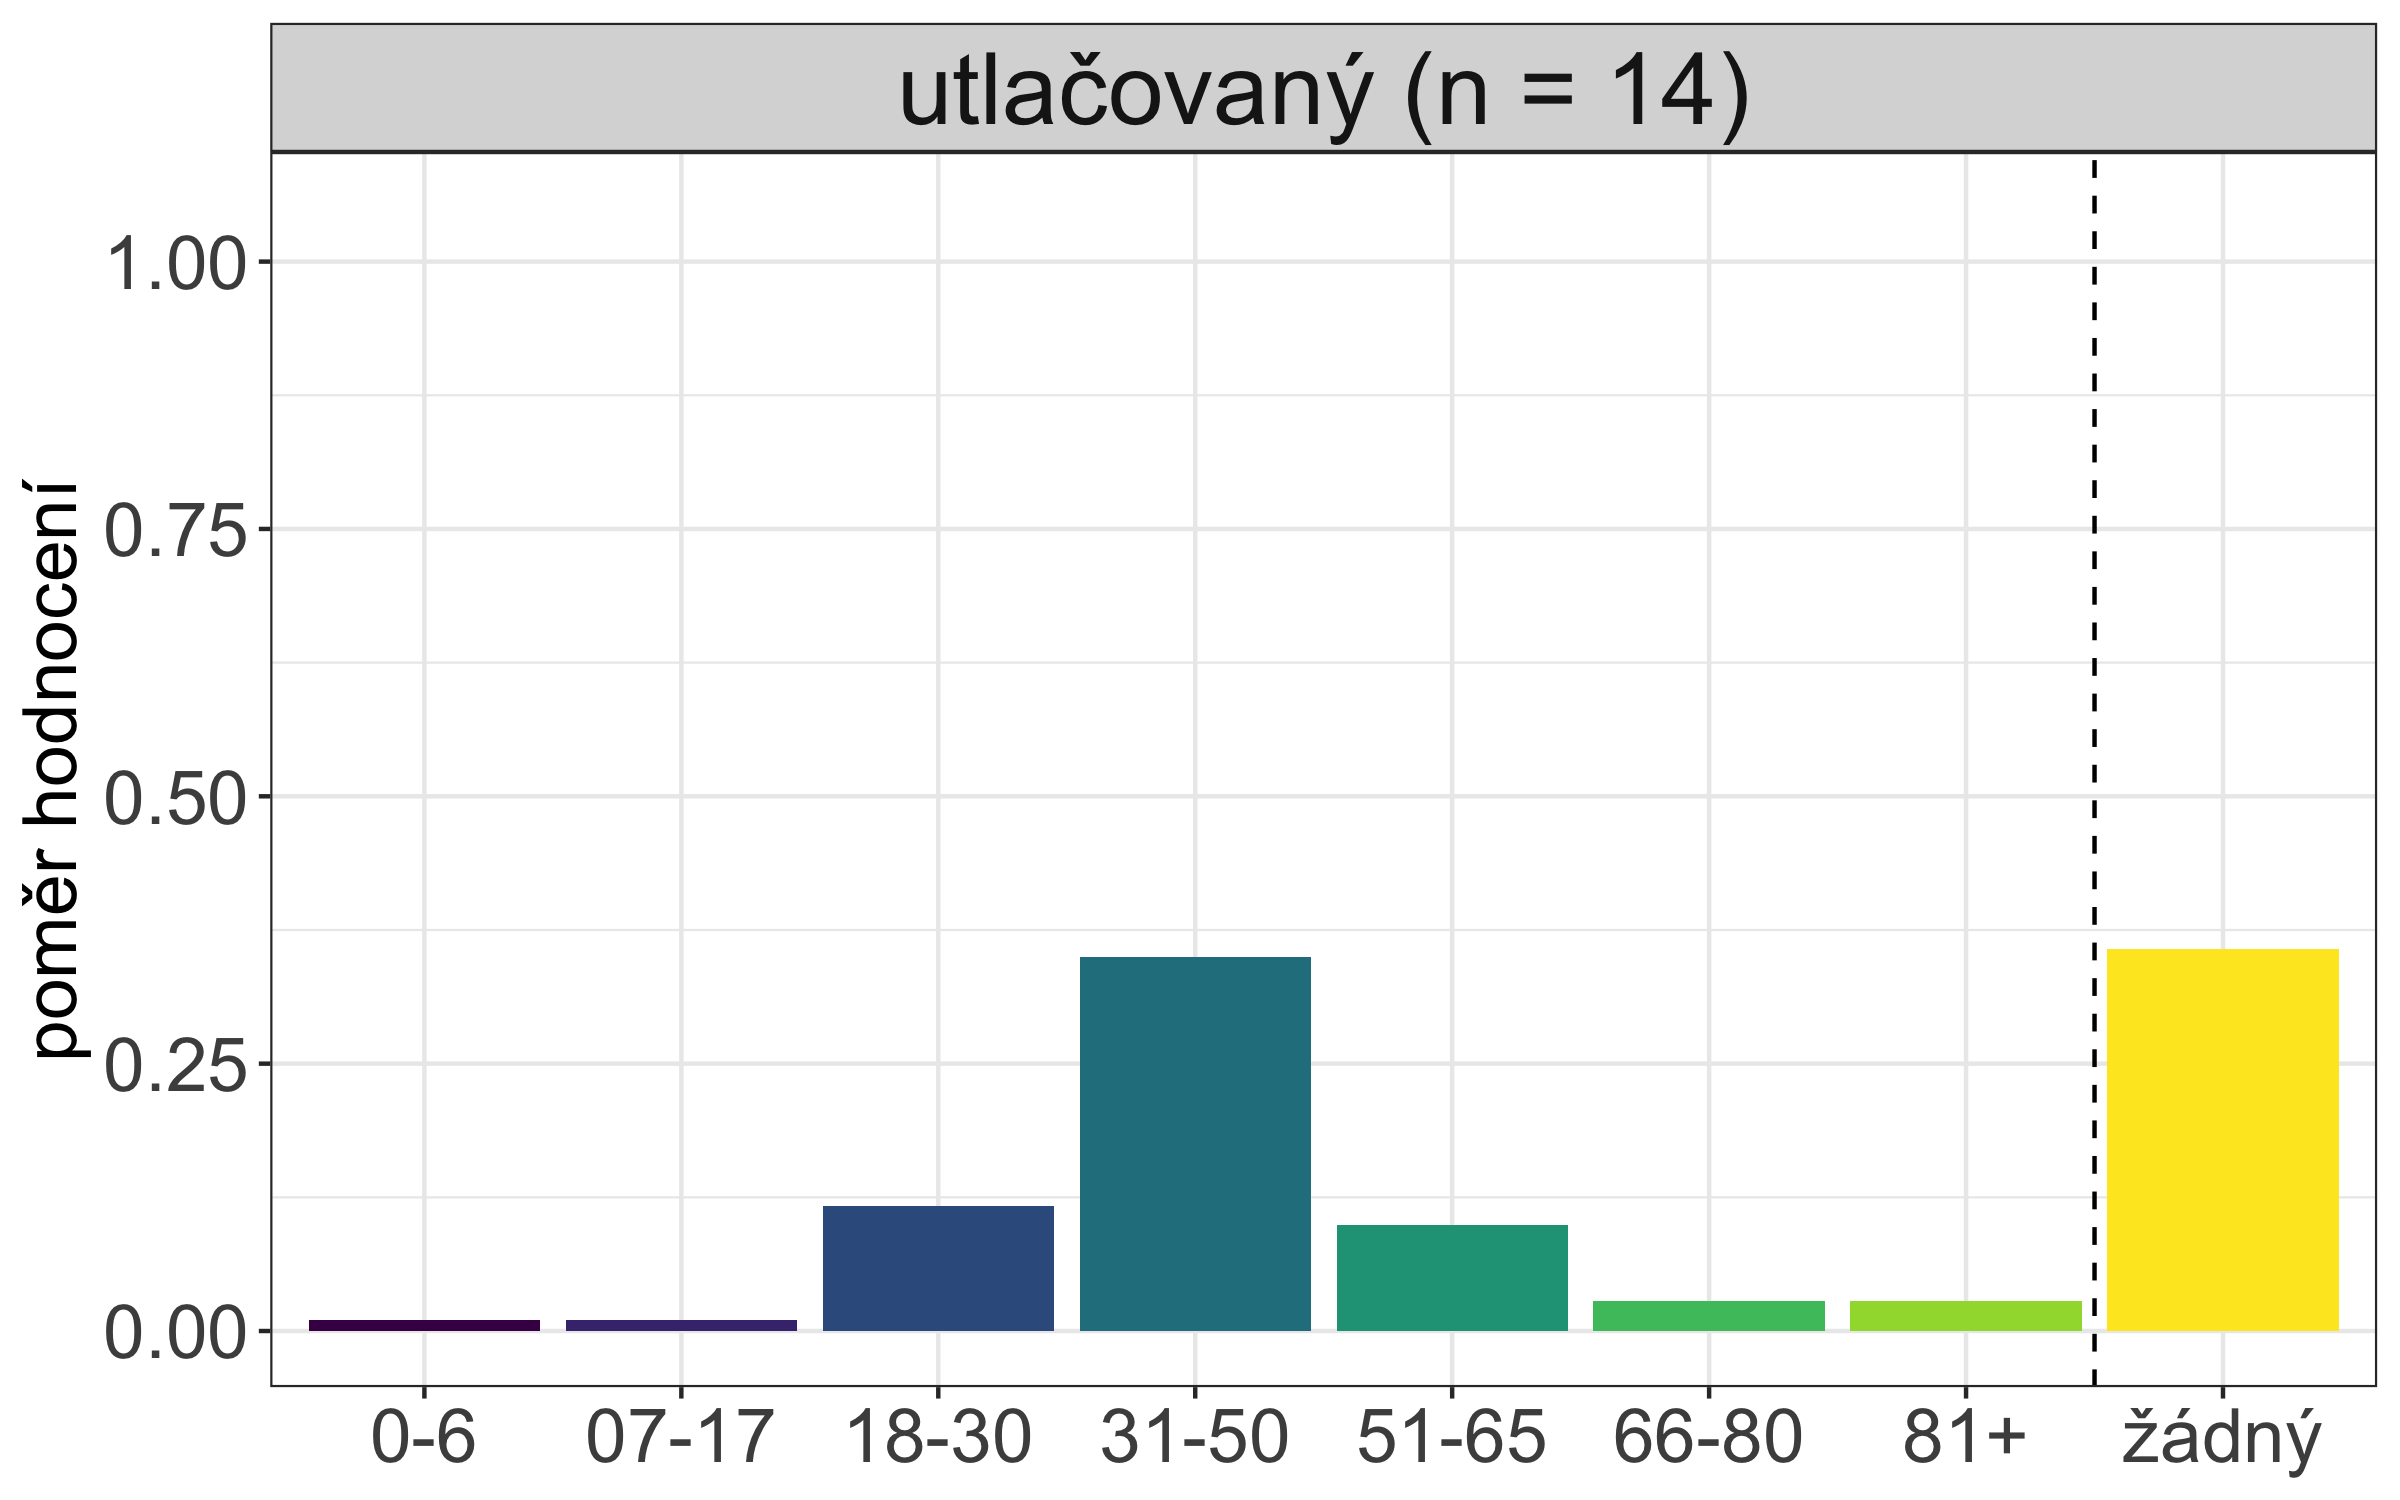 utlačovaný (n = 14)
poměr hodnocení
1.00
0.75
0.50
0.25
0.00
0-6 07-17 18-30 31-50 51-65 66-80 81+ žádný